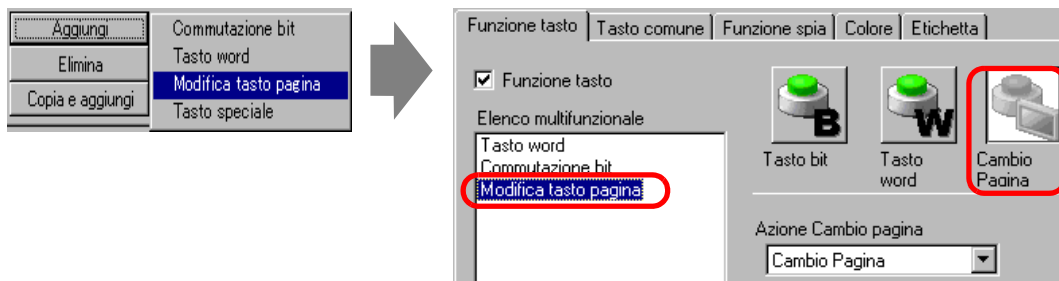 Aggiungi
Elimina
Copia e aggiungi
Commutazione bit
Tasto word
Modifica tasto pagina
Tasto speciale
Funzione tasto Tasto comune Funzione spia Colore Etichetta
Funzione tasto
Elenco multifunzionale
Tasto word
Commutazione bit
Modifica tasto pagina
B
Tasto bit
W
Tasto
word
Cambio
Pagina
Azione Cambio pagina
Cambio Pagina